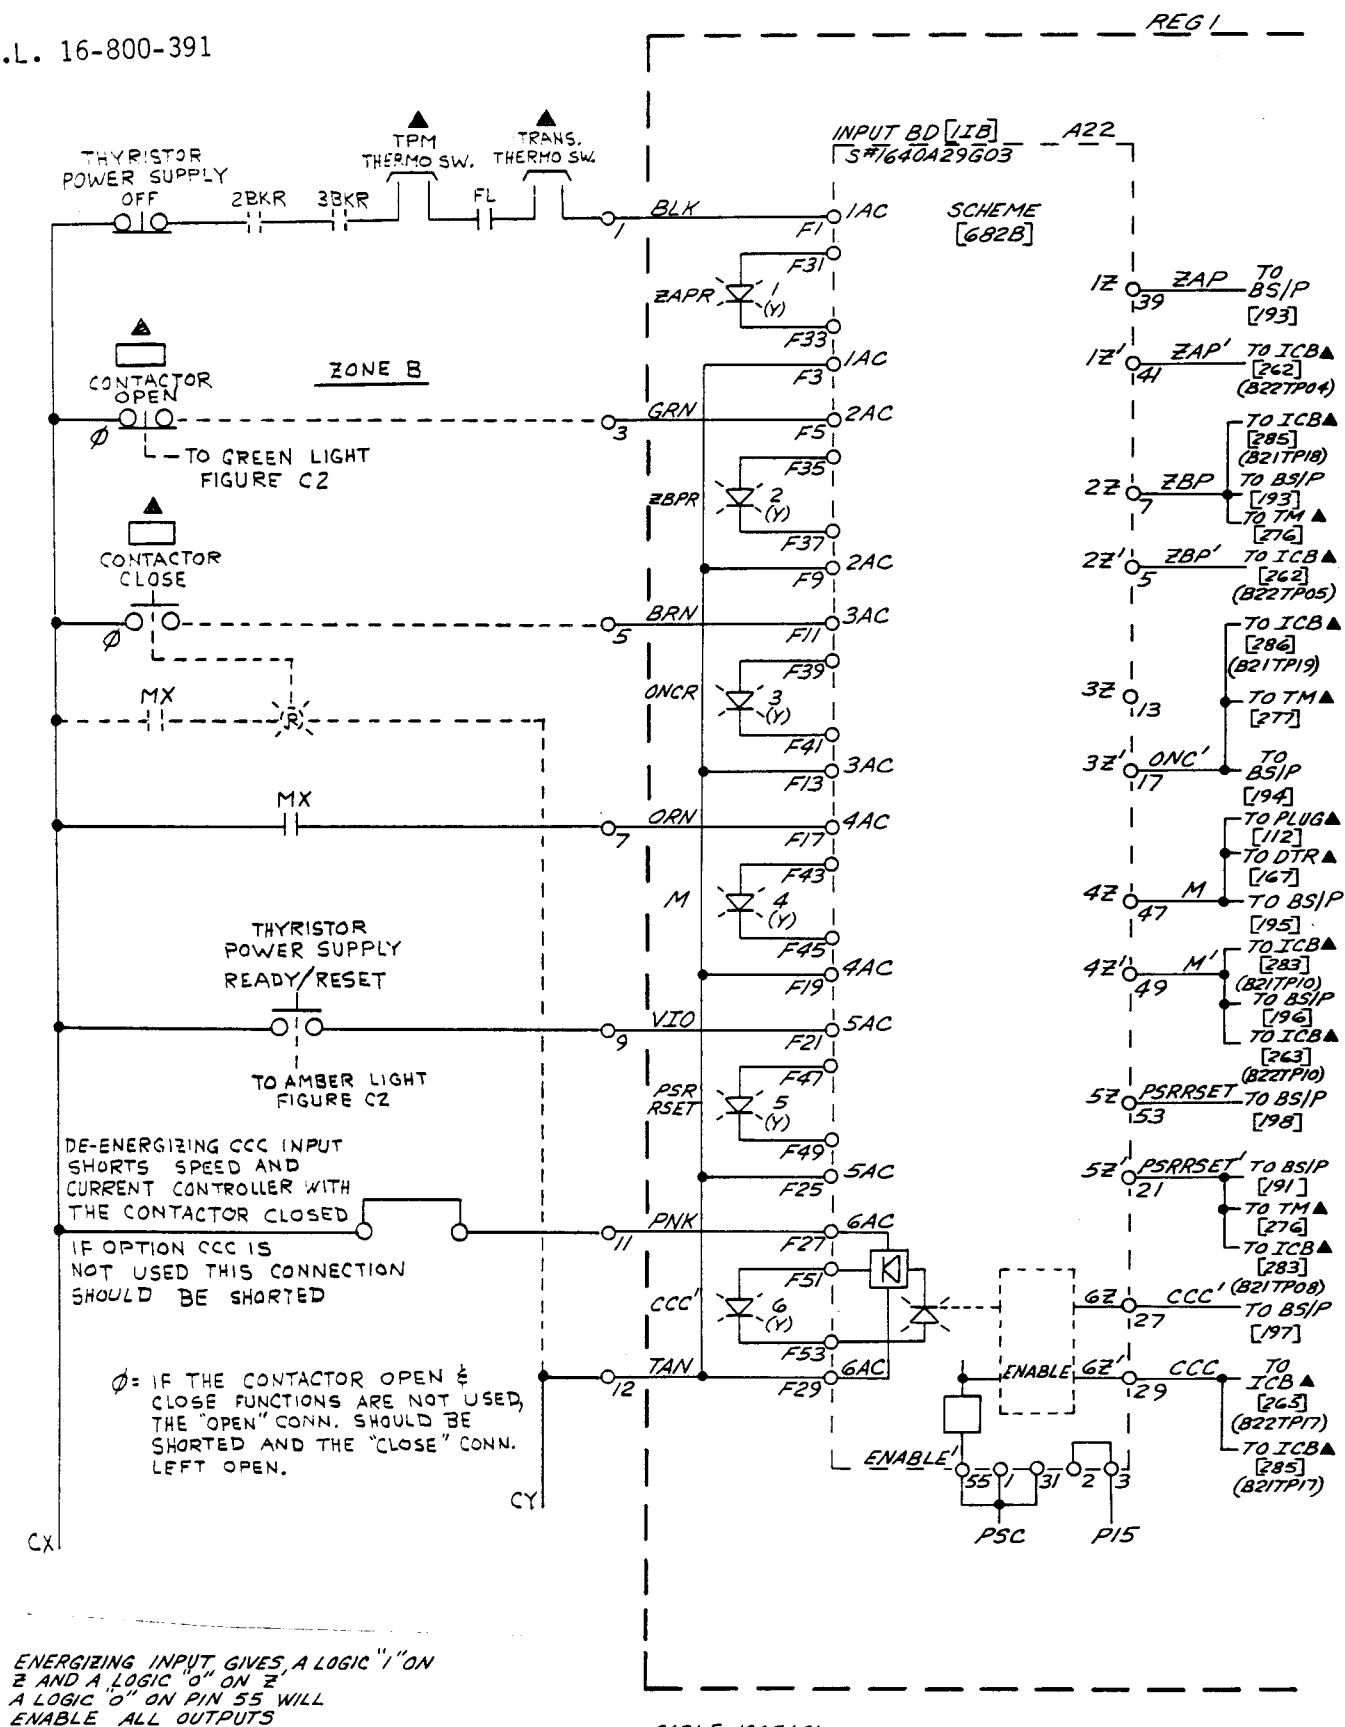 .L. 16-800-391
REG 1
THYRISTOR
POWER SUPPLY
OFF
2BKR
3BKR
TPM
THERMO SW.
FL
TRANS.
THERMO SW.
1
BLK
INPUT BD [1IB]
A22
S#1640A29G03
SCHEME
[682B]
F1
1AC
F31
ZAPR
1
(Y)
F33
F3
1AC
1Z
39
ZAP
TO
BS/P
[193]
1Z'
41
ZAP'
TO ICB▲
[262]
(B22TP04)
CONTACTOR
OPEN
ZONE B
Ø
TO GREEN LIGHT
FIGURE C2
3
GRN
F5
2AC
F35
ZBPR
2
(Y)
F37
F9
2AC
2Z
7
ZBP
TO ICB▲
[285]
(B21TP18)
TO BS/P
[193]
TO TM ▲
[276]
2Z'
5
ZBP'
TO ICB▲
[262]
(B22TP05)
CONTACTOR
CLOSE
Ø
5
BRN
F11
3AC
F39
ONCR
3
(Y)
F41
F13
3AC
3Z
13
3Z'
17
ONC'
TO ICB▲
[286]
(B21TP19)
TO TM▲
[277]
TO
BS/P
[194]
MX
R
MX
7
ORN
F17
4AC
F43
M
4
(Y)
F45
F19
4AC
4Z
47
M
TO PLUG▲
[112]
TO DTR▲
[167]
TO BS/P
[195]
4Z'
49
M'
TO ICB▲
[283]
(B21TP10)
TO BS/P
[196]
TO ICB▲
[263]
(B22TP10)
THYRISTOR
POWER SUPPLY
READY/RESET
TO AMBER LIGHT
FIGURE C2
9
VIO
F21
5AC
F47
PSR
RSET
5
(Y)
F49
F25
5AC
5Z
53
PSRRSET
TO BS/P
[198]
5Z'
21
PSRRSET'
TO BS/P
[191]
TO TM▲
[276]
TO ICB▲
[283]
(B21TP08)
DE-ENERGIZING CCC INPUT
SHORTS SPEED AND
CURRENT CONTROLLER WITH
THE CONTACTOR CLOSED
IF OPTION CCC IS
NOT USED THIS CONNECTION
SHOULD BE SHORTED
11
PNK
F27
6AC
F51
CCC'
6
(Y)
F53
12
TAN
F29
6AC
ENABLE
6Z
27
CCC'
TO BS/P
[197]
6Z'
29
CCC
TO
ICB ▲
[265]
(B22TP17)
TO ICB▲
[285]
(B21TP17)
Ø= IF THE CONTACTOR OPEN &
CLOSE FUNCTIONS ARE NOT USED,
THE "OPEN" CONN. SHOULD BE
SHORTED AND THE "CLOSE" CONN.
LEFT OPEN.
ENABLE'
55
1
31
2
3
PSC
P15
CY
CX
ENERGIZING INPUT GIVES A LOGIC "1" ON
Z AND A LOGIC "0" ON Z'
A LOGIC "0" ON PIN 55 WILL
ENABLE ALL OUTPUTS